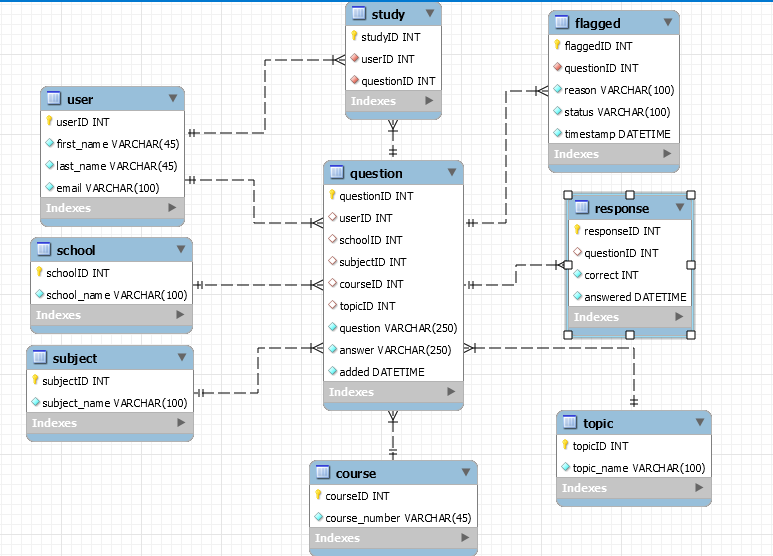 study
studyID INT
userID INT
questionID INT
Indexes
flagged
flaggedID INT
questionID INT
reason VARCHAR(100)
status VARCHAR(100)
timestamp DATETIME
Indexes
user
userID INT
first_name VARCHAR(45)
last_name VARCHAR(45)
email VARCHAR(100)
Indexes
question
questionID INT
userID INT
schoolID INT
subjectID INT
courseID INT
topicID INT
question VARCHAR(250)
answer VARCHAR(250)
added DATETIME
Indexes
response
responseID INT
questionID INT
correct INT
answered DATETIME
Indexes
school
schoolID INT
school_name VARCHAR(100)
Indexes
subject
subjectID INT
subject_name VARCHAR(100)
Indexes
topic
topicID INT
topic_name VARCHAR(100)
Indexes
course
courseID INT
course_number VARCHAR(45)
Indexes